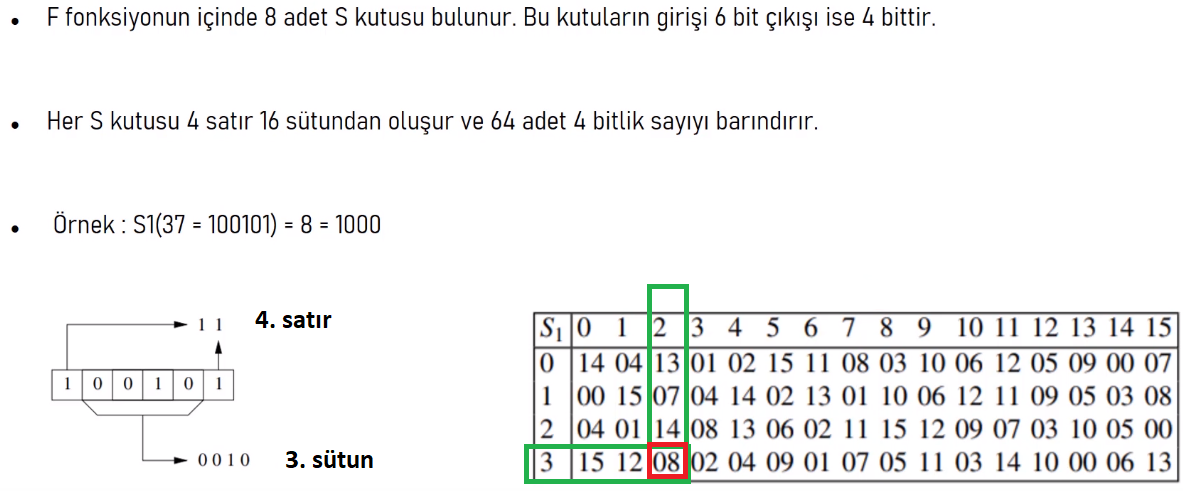 • F fonksiyonun içinde 8 adet S kutusu bulunur. Bu kutuların girişi 6 bit çıkışı ise 4 bittir.
• Her S kutusu 4 satır 16 sütundan oluşur ve 64 adet 4 bitlik sayıyı barındırır.
• Örnek : S1(37 = 100101) = 8 = 1000
1 1 4. satır
1 0 0 1 0 1
0 0 1 0 3. sütun
S1 0 1 2 3 4 5 6 7 8 9 10 11 12 13 14 15
0 14 04 13 01 02 15 11 08 03 10 06 12 05 09 00 07
1 00 15 07 04 14 02 13 01 10 06 12 11 09 05 03 08
2 04 01 14 08 13 06 02 11 15 12 09 07 03 10 05 00
3 15 12 08 02 04 09 01 07 05 11 03 14 10 00 06 13